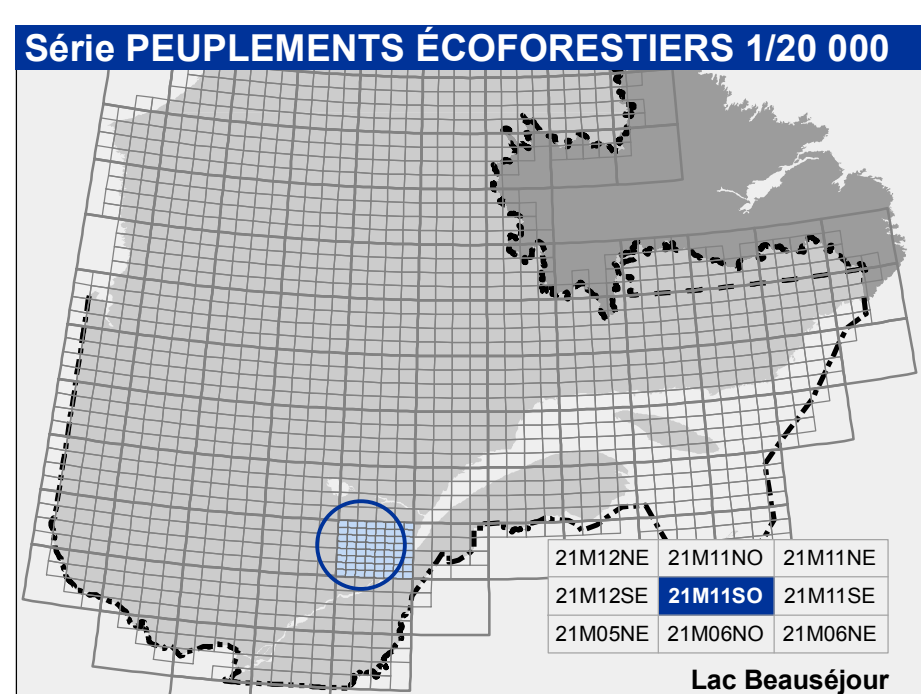 Série PEUPLEMENTS ÉCOFORESTIERS 1/20 000
21M12NE 21M11NO 21M11NE
21M12SE 21M11SO 21M11SE
21M05NE 21M06NO 21M06NE
Lac Beauséjour